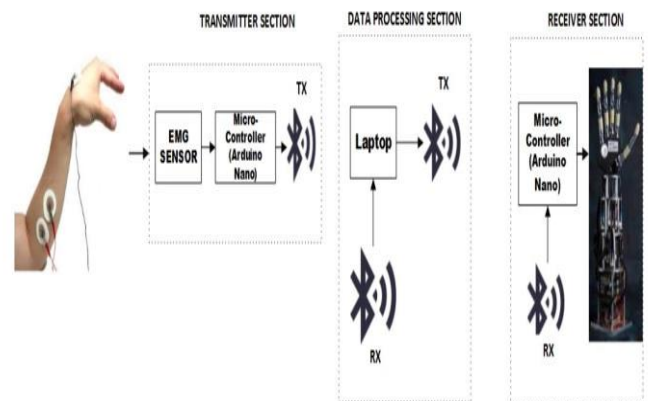 TRANSMITTER SECTION
TX
EMG
SENSOR
Micro-
Controller
(Arduino
Nano)
DATA PROCESSING SECTION
TX
Laptop
RX
RECEIVER SECTION
Micro-
Controller
(Arduino
Nano)
RX